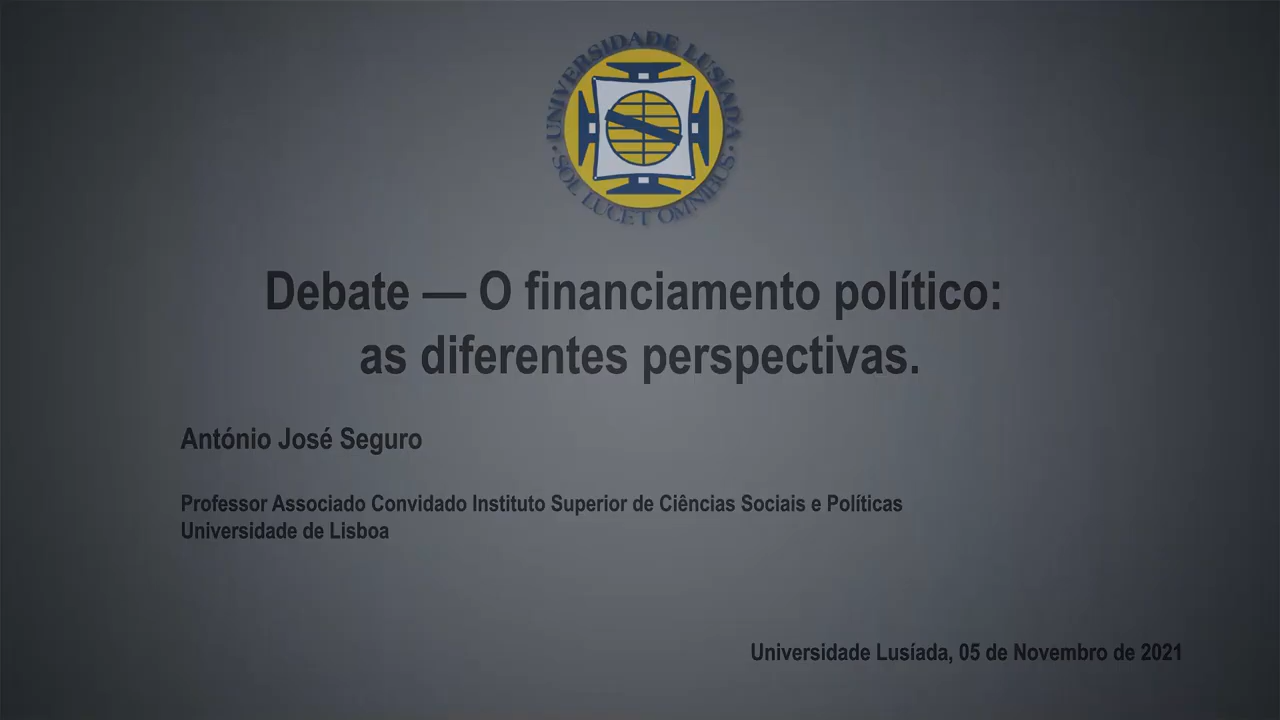 UNIVERSIDADE LUSÍADA
SOL LUCET OMNIBUS
Debate — O financiamento político:
as diferentes perspectivas.
António José Seguro
Professor Associado Convidado Instituto Superior de Ciências Sociais e Políticas
Universidade de Lisboa
Universidade Lusíada, 05 de Novembro de 2021